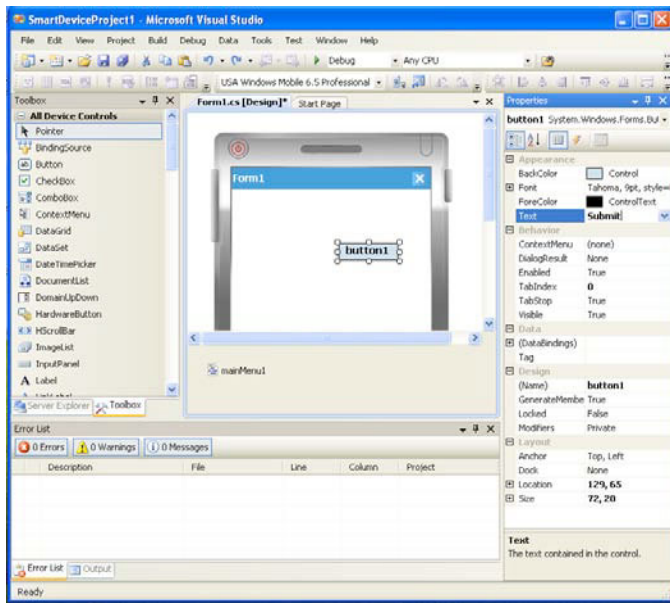 SmartDeviceProject1 - Microsoft Visual Studio
File Edit View Project Build Debug Data Tools Test Window Help
Debug Any CPU
USA Windows Mobile 6.5 Professional
Toolbox
All Device Controls
Pointer
BindingSource
Button
CheckBox
ComboBox
ContextMenu
DataGrid
DataSet
DateTimePicker
DocumentList
DomainUpDown
HardwareButton
HScrollBar
ImageList
InputPanel
A Label
Server Explorer Toolbox
Form1.cs [Design]* Start Page
Form1
button1
mainMenu1
Properties
button1 System.Windows.Forms.But
Appearance
BackColor Control
Font Tahoma, 9pt, style=
ForeColor ControlText
Text Submit
Behavior
ContextMenu (none)
DialogResult None
Enabled True
TabIndex 0
TabStop True
Visible True
Data
(DataBindings)
Tag
Design
(Name) button1
GenerateMembe True
Locked False
Modifiers Private
Layout
Anchor Top, Left
Dock None
Location 129, 65
Size 72, 20
Text
The text contained in the control.
Error List
0 Errors 0 Warnings 0 Messages
Description File Line Column Project
Error List Output
Ready